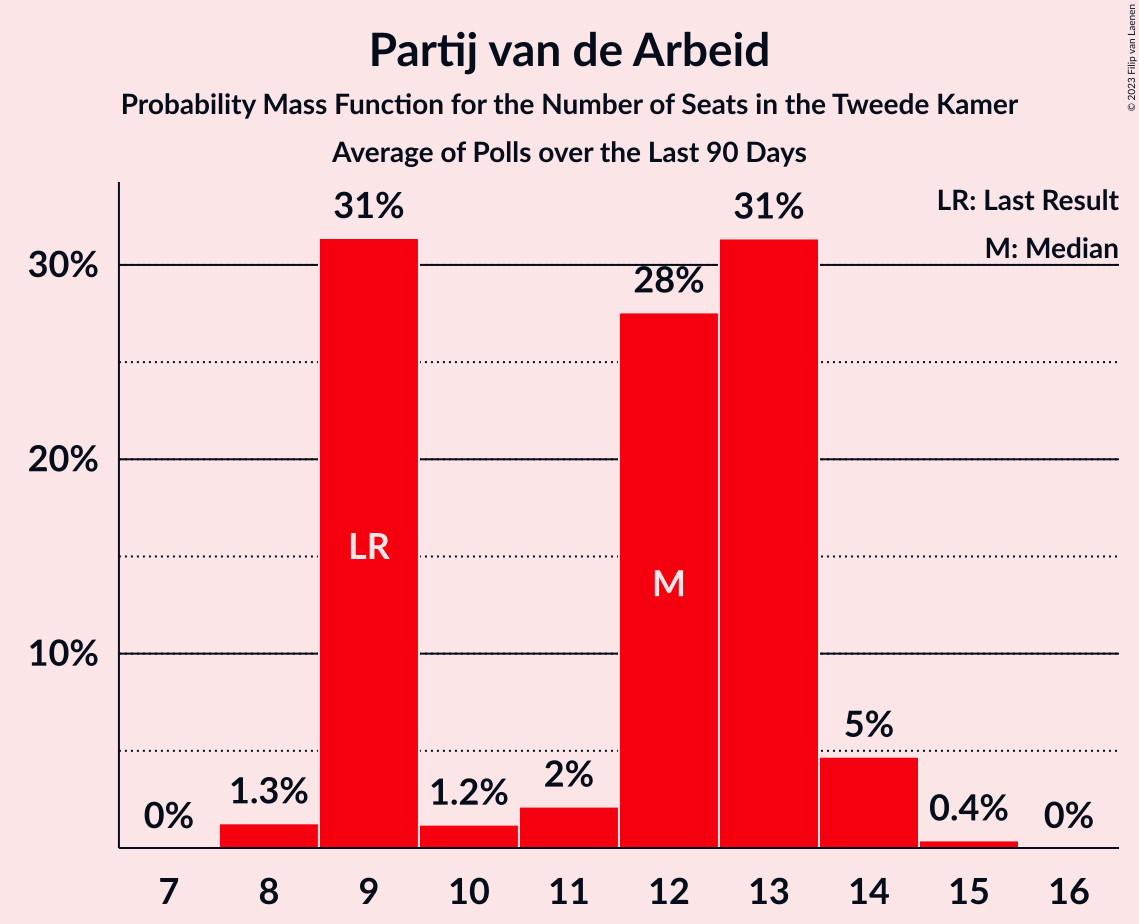 Partij van de Arbeid
Probability Mass Function for the Number of Seats in the Tweede Kamer
Average of Polls over the Last 90 Days
© 2023 Filip van Laenen
LR: Last Result
M: Median
31% 31%
30%
28%
20%
LR
M
10%
5%
2%
1.3% 1.2%
0% 0.4% 0%
7 8 9 10 11 12 13 14 15 16